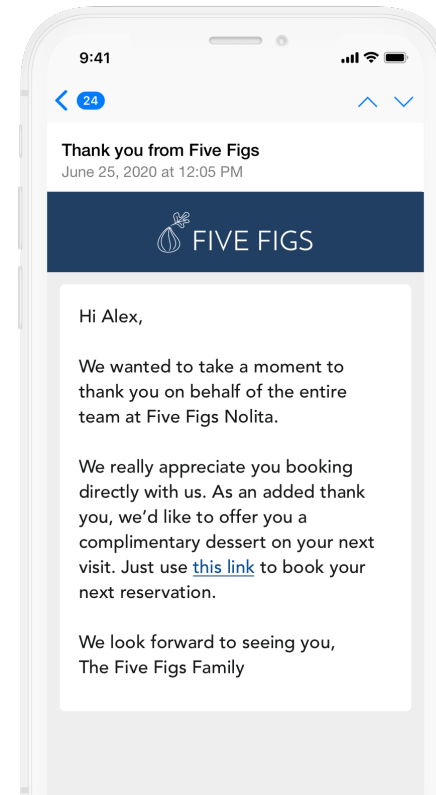 9:41
24
Thank you from Five Figs
June 25, 2020 at 12:05 PM
FIVE FIGS
Hi Alex,
We wanted to take a moment to
thank you on behalf of the entire
team at Five Figs Nolita.
We really appreciate you booking
directly with us. As an added thank
you, we’d like to offer you a
complimentary dessert on your next
visit. Just use this link to book your
next reservation.
We look forward to seeing you,
The Five Figs Family